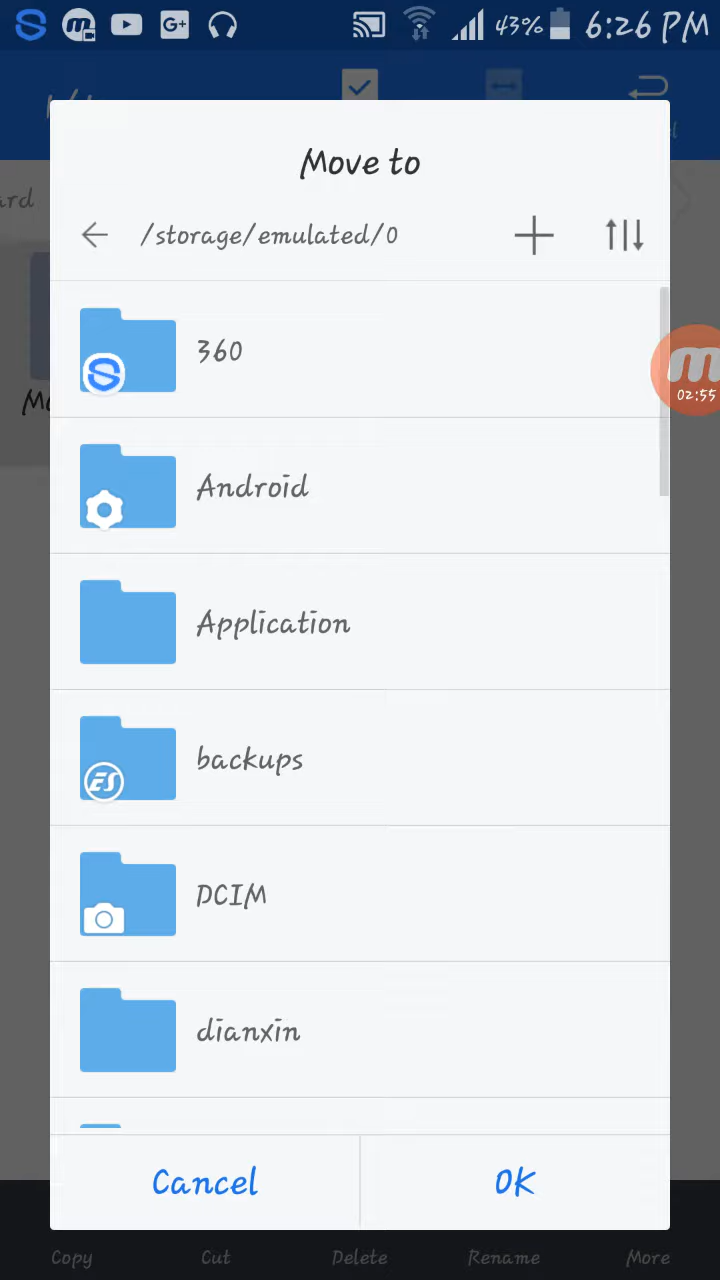 G+ 43% 6:26 PM
Move to
/storage/emulated/0
360
02:55
Android
Application
backups
ES
DCIM
dianxin
Cancel OK
Copy Cut Delete Rename More